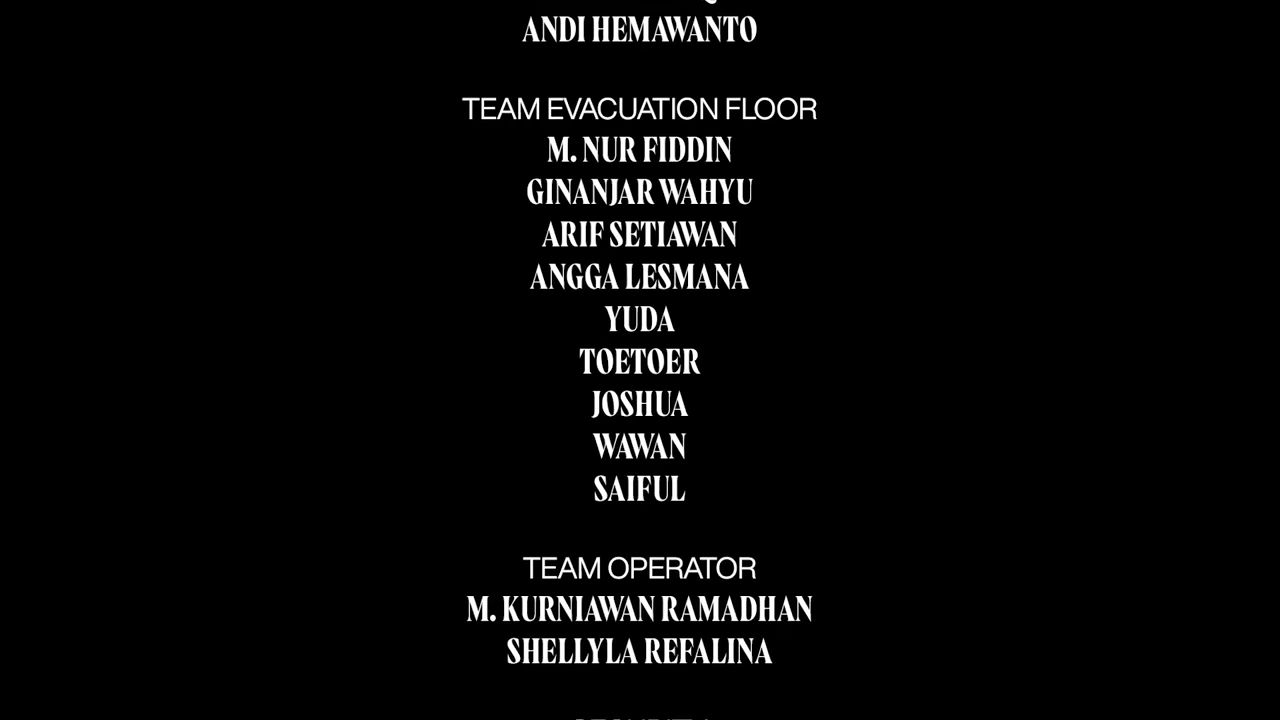 ANDI HEMAWANTO
TEAM EVACUATION FLOOR
M. NUR FIDDIN
GINANJAR WAHYU
ARIF SETIAWAN
ANGGA LESMANA
YUDA
TOETOER
JOSHUA
WAWAN
SAIFUL
TEAM OPERATOR
M. KURNIAWAN RAMADHAN
SHELLYLA REFALINA